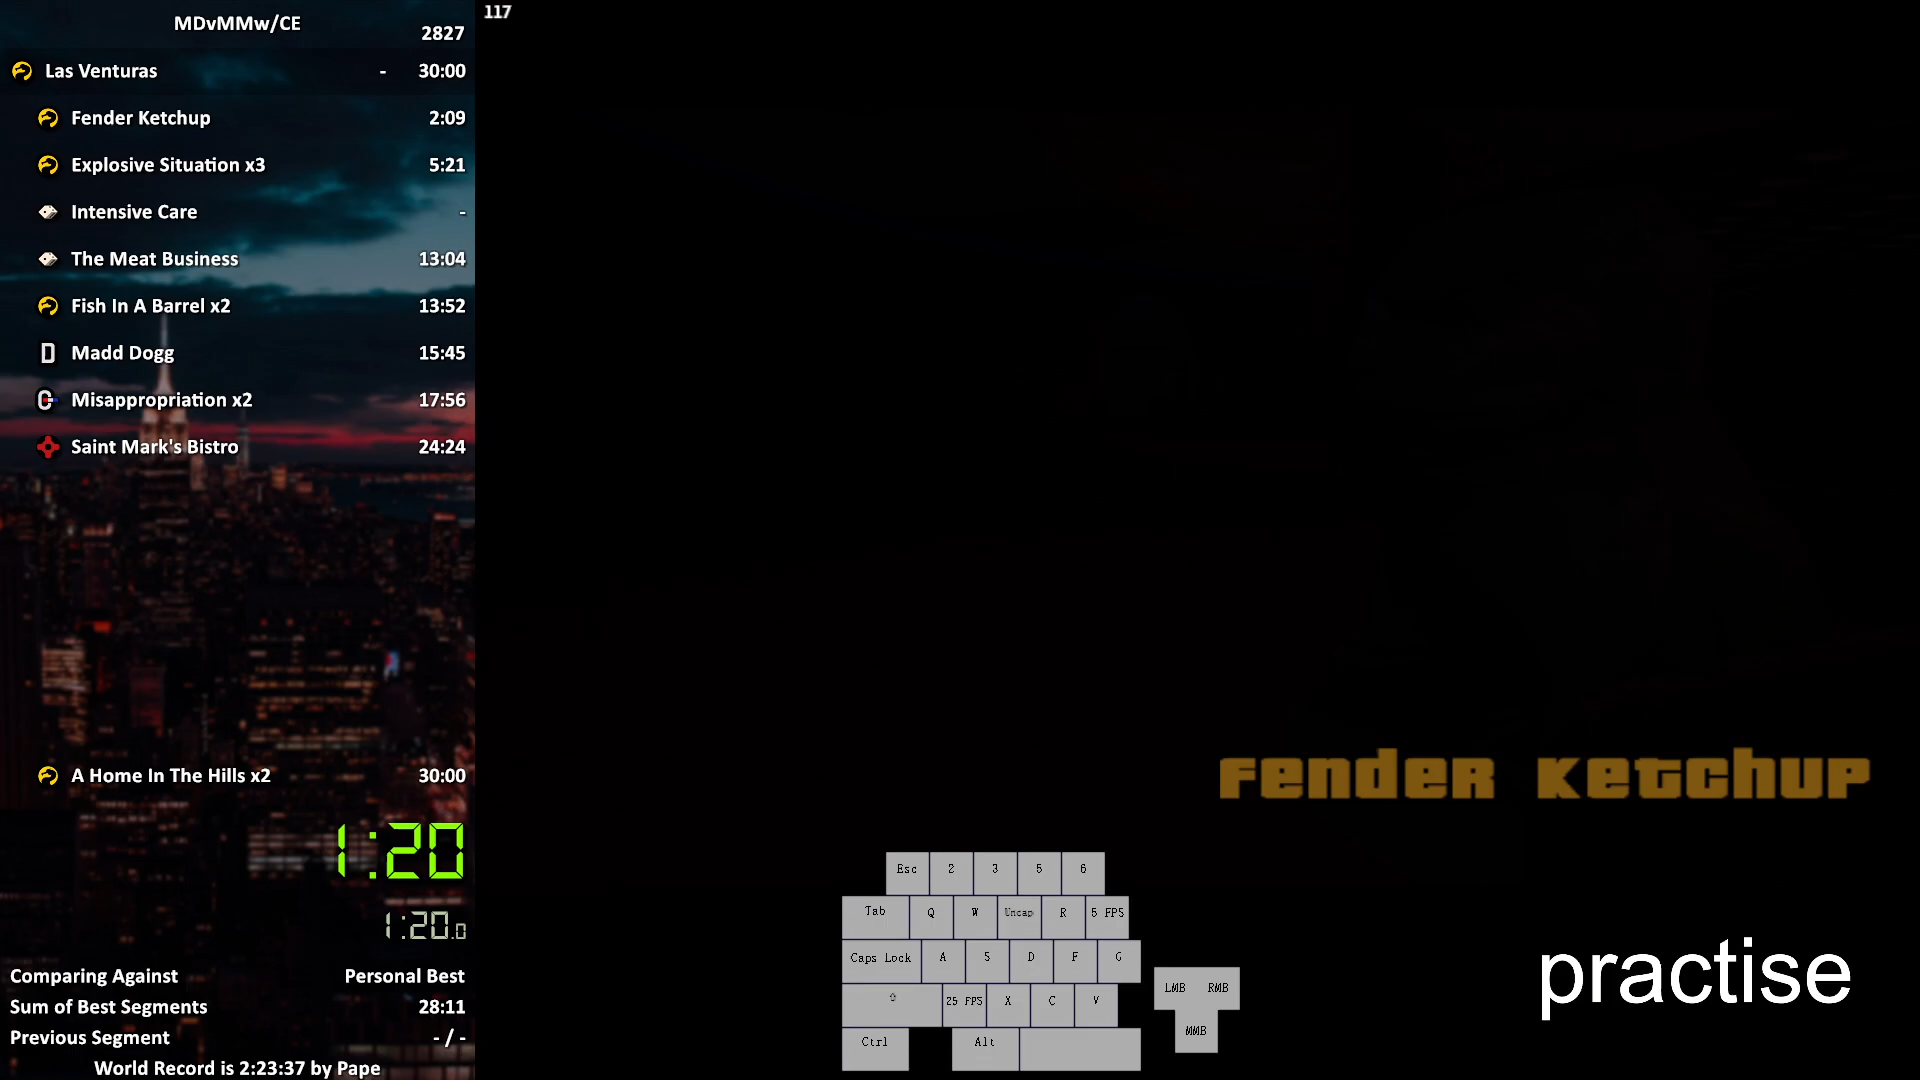 MDvMMw/CE
2827
117
Las Venturas - 30:00
Fender Ketchup 2:09
Explosive Situation x3 5:21
Intensive Care -
The Meat Business 13:04
Fish In A Barrel x2 13:52
D Madd Dogg 15:45
C Misappropriation x2 17:56
Saint Mark's Bistro 24:24
A Home In The Hills x2 30:00
Fender Ketchup
1:20
1:20.0
Comparing Against Personal Best
Sum of Best Segments 28:11
Previous Segment - / -
World Record is 2:23:37 by Pape
Esc 2 3 5 6
Tab Q W Uncap R 5 FPS
Caps Lock A S D F G
⇧ 25 FPS X C V
Ctrl Alt
LMB RMB
MMB
practise